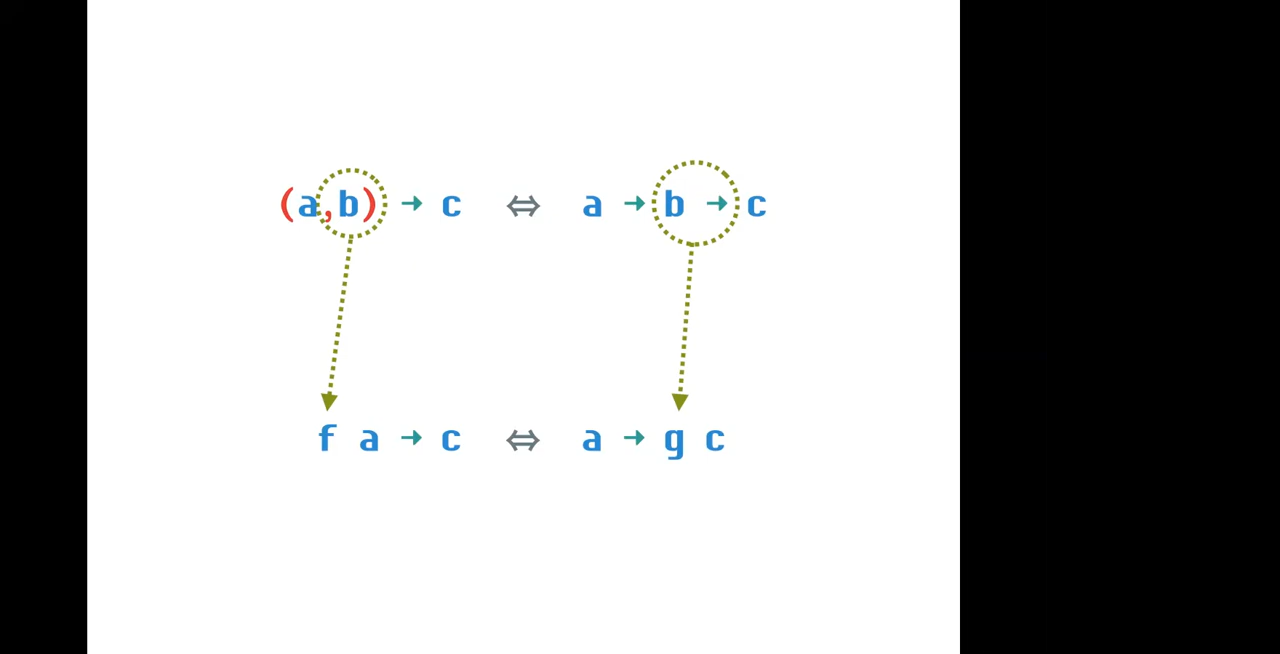 (a,b) → c ⇔ a → b → c
f a → c ⇔ a → g c